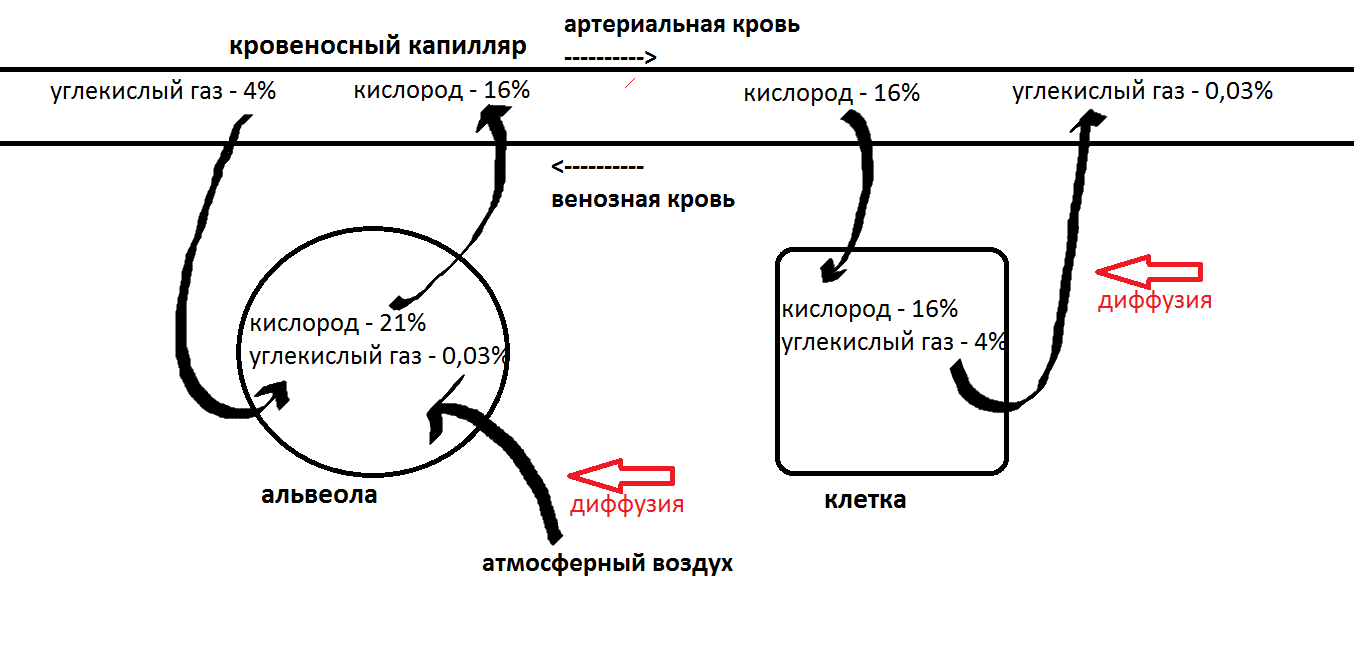 артериальная кровь
кровеносный капилляр
---------->
углекислый газ - 4%
кислород - 16%
кислород - 16%
углекислый газ - 0,03%
<----------
венозная кровь
диффузия
кислород - 21%
углекислый газ - 0,03%
кислород - 16%
углекислый газ - 4%
альвеола
диффузия
клетка
атмосферный воздух